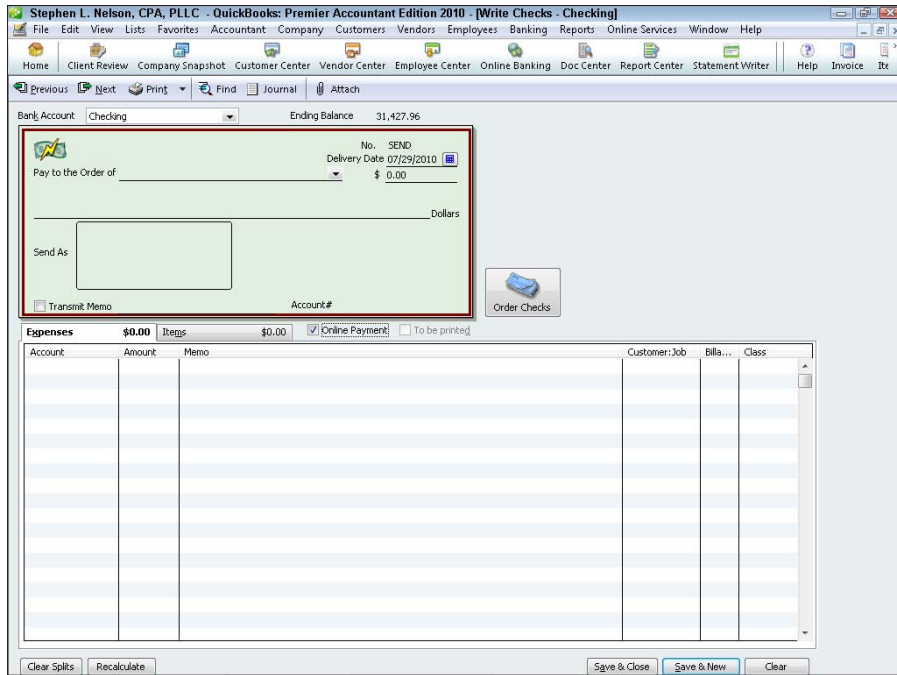 Stephen L. Nelson, CPA, PLLC - QuickBooks: Premier Accountant Edition 2010 - [Write Checks - Checking]
File Edit View Lists Favorites Accountant Company Customers Vendors Employees Banking Reports Online Services Window Help
Home Client Review Company Snapshot Customer Center Vendor Center Employee Center Online Banking Doc Center Report Center Statement Writer Help Invoice Ite
Previous Next Print Find Journal Attach
Bank Account Checking Ending Balance 31,427.96
No. SEND
Delivery Date 07/29/2010
Pay to the Order of $ 0.00
Dollars
Send As
Transmit Memo Account#
Order Checks
Expenses $0.00 Items $0.00 Online Payment To be printed
Account Amount Memo Customer:Job Billa... Class
Clear Splits Recalculate Save & Close Save & New Clear